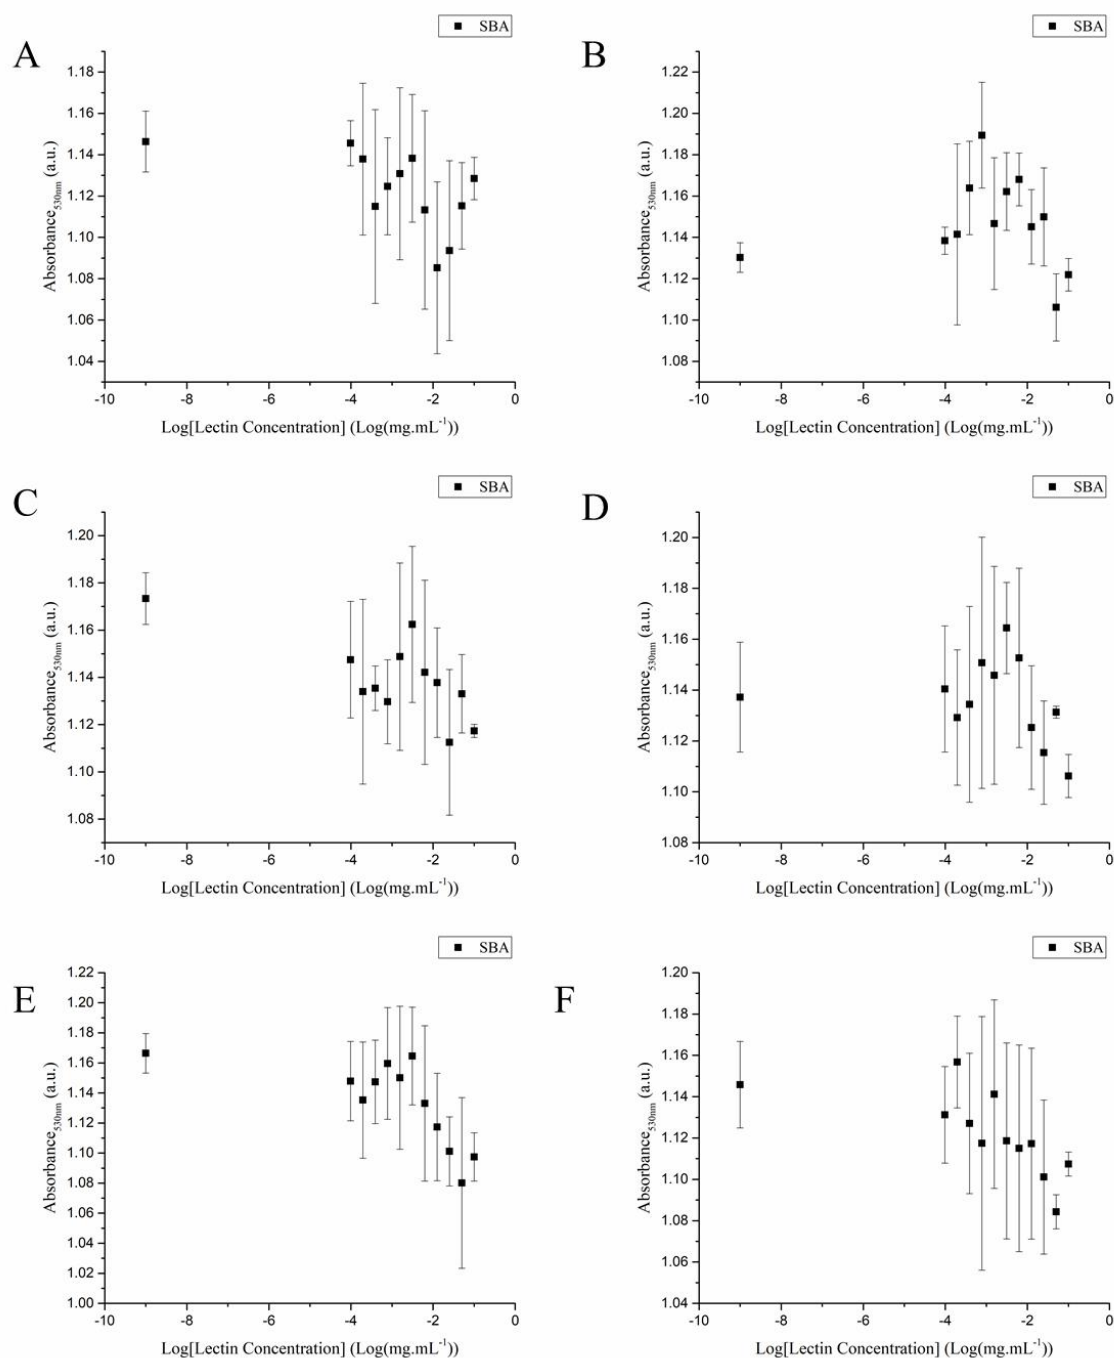 SBA
A
1.18
1.16
1.14
1.12
1.10
1.08
1.06
1.04
Absorbance530nm (a.u.)
-10 -8 -6 -4 -2 0
Log[Lectin Concentration] (Log(mg.mL-1))
SBA
B
1.22
1.20
1.18
1.16
1.14
1.12
1.10
1.08
Absorbance530nm (a.u.)
-10 -8 -6 -4 -2 0
Log[Lectin Concentration] (Log(mg.mL-1))
SBA
C
1.20
1.18
1.16
1.14
1.12
1.10
1.08
Absorbance530nm (a.u.)
-10 -8 -6 -4 -2 0
Log[Lectin Concentration] (Log(mg.mL-1))
SBA
D
1.20
1.18
1.16
1.14
1.12
1.10
1.08
Absorbance530nm (a.u.)
-10 -8 -6 -4 -2 0
Log[Lectin Concentration] (Log(mg.mL-1))
SBA
E
1.22
1.20
1.18
1.16
1.14
1.12
1.10
1.08
1.06
1.04
1.02
1.00
Absorbance530nm (a.u.)
-10 -8 -6 -4 -2 0
Log[Lectin Concentration] (Log(mg.mL-1))
SBA
F
1.20
1.18
1.16
1.14
1.12
1.10
1.08
1.06
1.04
Absorbance530nm (a.u.)
-10 -8 -6 -4 -2 0
Log[Lectin Concentration] (Log(mg.mL-1))